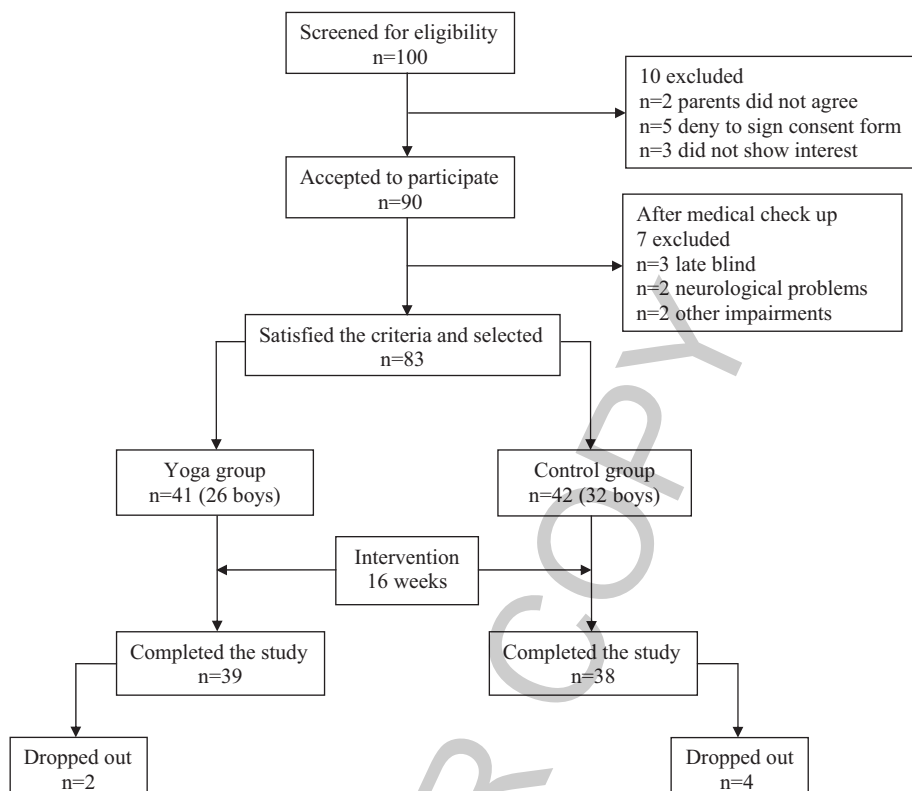 Screened for eligibility
n=100
10 excluded
n=2 parents did not agree
n=5 deny to sign consent form
n=3 did not show interest
Accepted to participate
n=90
After medical check up
7 excluded
n=3 late blind
n=2 neurological problems
n=2 other impairments
Satisfied the criteria and selected
n=83
Yoga group
n=41 (26 boys)
Control group
n=42 (32 boys)
Intervention
16 weeks
Completed the study
n=39
Completed the study
n=38
Dropped out
n=2
Dropped out
n=4
R COPY